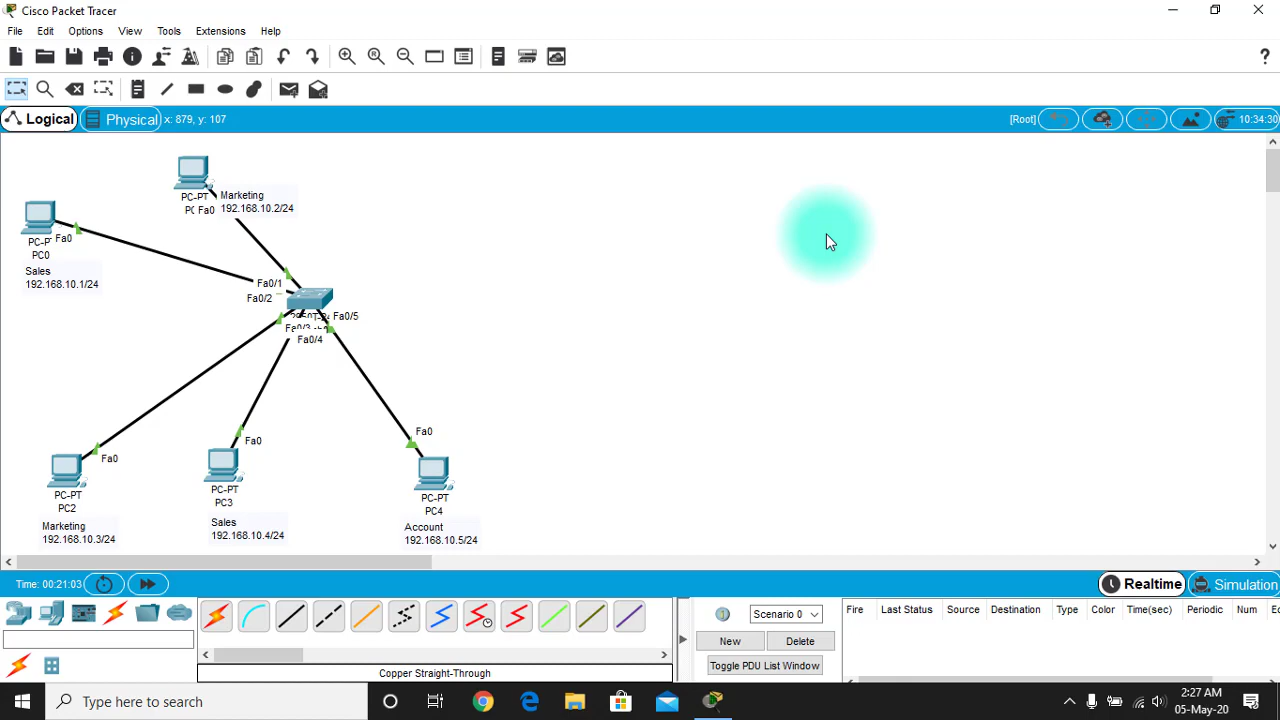 Cisco Packet Tracer
File Edit Options View Tools Extensions Help
?
Logical Physical x: 879, y: 107 [Root] 10:34:30
PC-PT
Fa0
Marketing
192.168.10.2/24
Fa0
PC0
Sales
192.168.10.1/24
Fa0/1
Fa0/2
Fa0/5
Fa0/4
Fa0
PC-PT
PC2
Marketing
192.168.10.3/24
Fa0
PC-PT
PC3
Sales
192.168.10.4/24
Fa0
PC-PT
PC4
Account
192.168.10.5/24
Time: 00:21:03 Realtime Simulation
Scenario 0
New Delete
Toggle PDU List Window
Fire Last Status Source Destination Type Color Time(sec) Periodic Num
Copper Straight-Through
Type here to search
2:27 AM
05-May-20